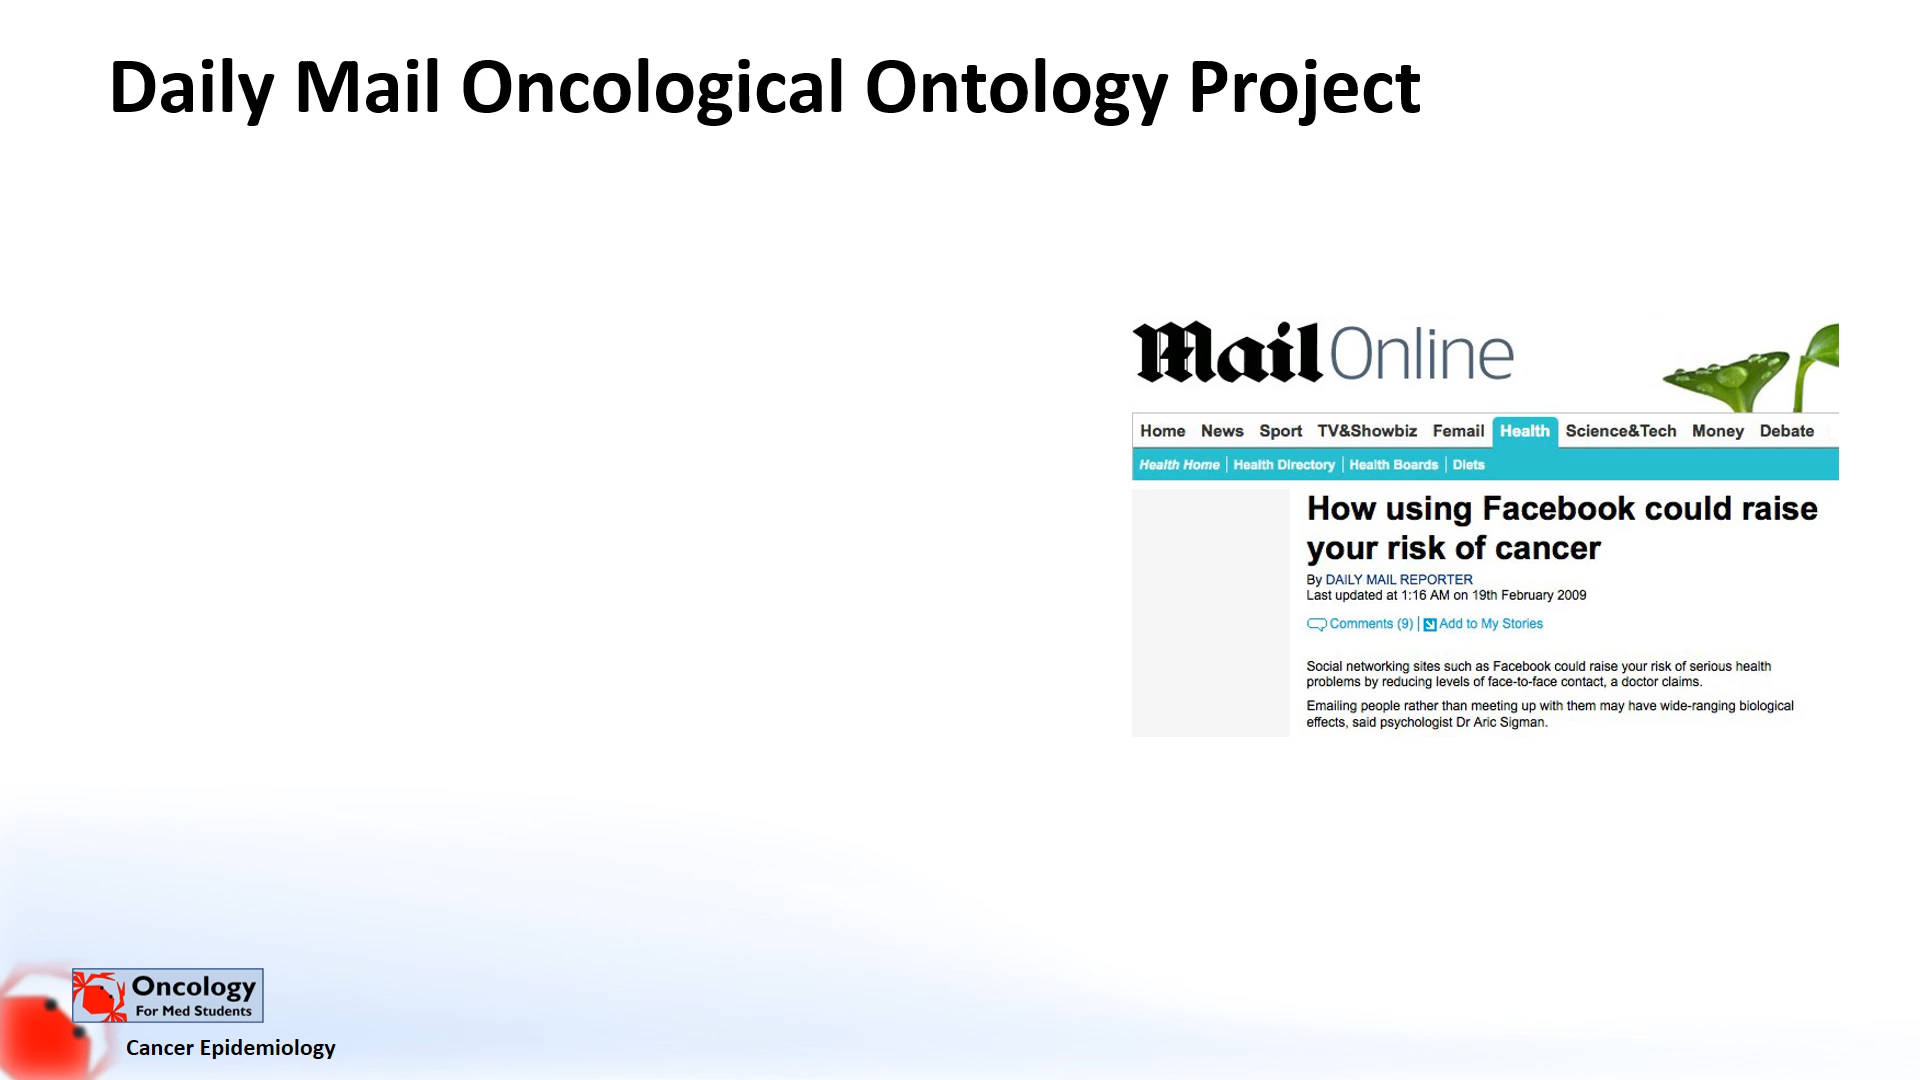 Daily Mail Oncological Ontology Project
Mail Online
Home News Sport TV&Showbiz Femail Health Science&Tech Money Debate
Health Home | Health Directory | Health Boards | Diets
How using Facebook could raise
your risk of cancer
By DAILY MAIL REPORTER
Last updated at 1:16 AM on 19th February 2009
Comments (9) | Add to My Stories
Social networking sites such as Facebook could raise your risk of serious health
problems by reducing levels of face-to-face contact, a doctor claims.
Emailing people rather than meeting up with them may have wide-ranging biological
effects, said psychologist Dr Aric Sigman.
Oncology
For Med Students
Cancer Epidemiology